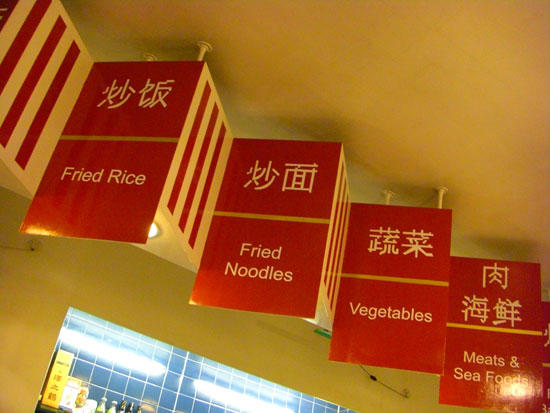 炒饭
Fried Rice
炒面
Fried
Noodles
蔬菜
Vegetables
肉
海鲜
Meats &
Sea Foods